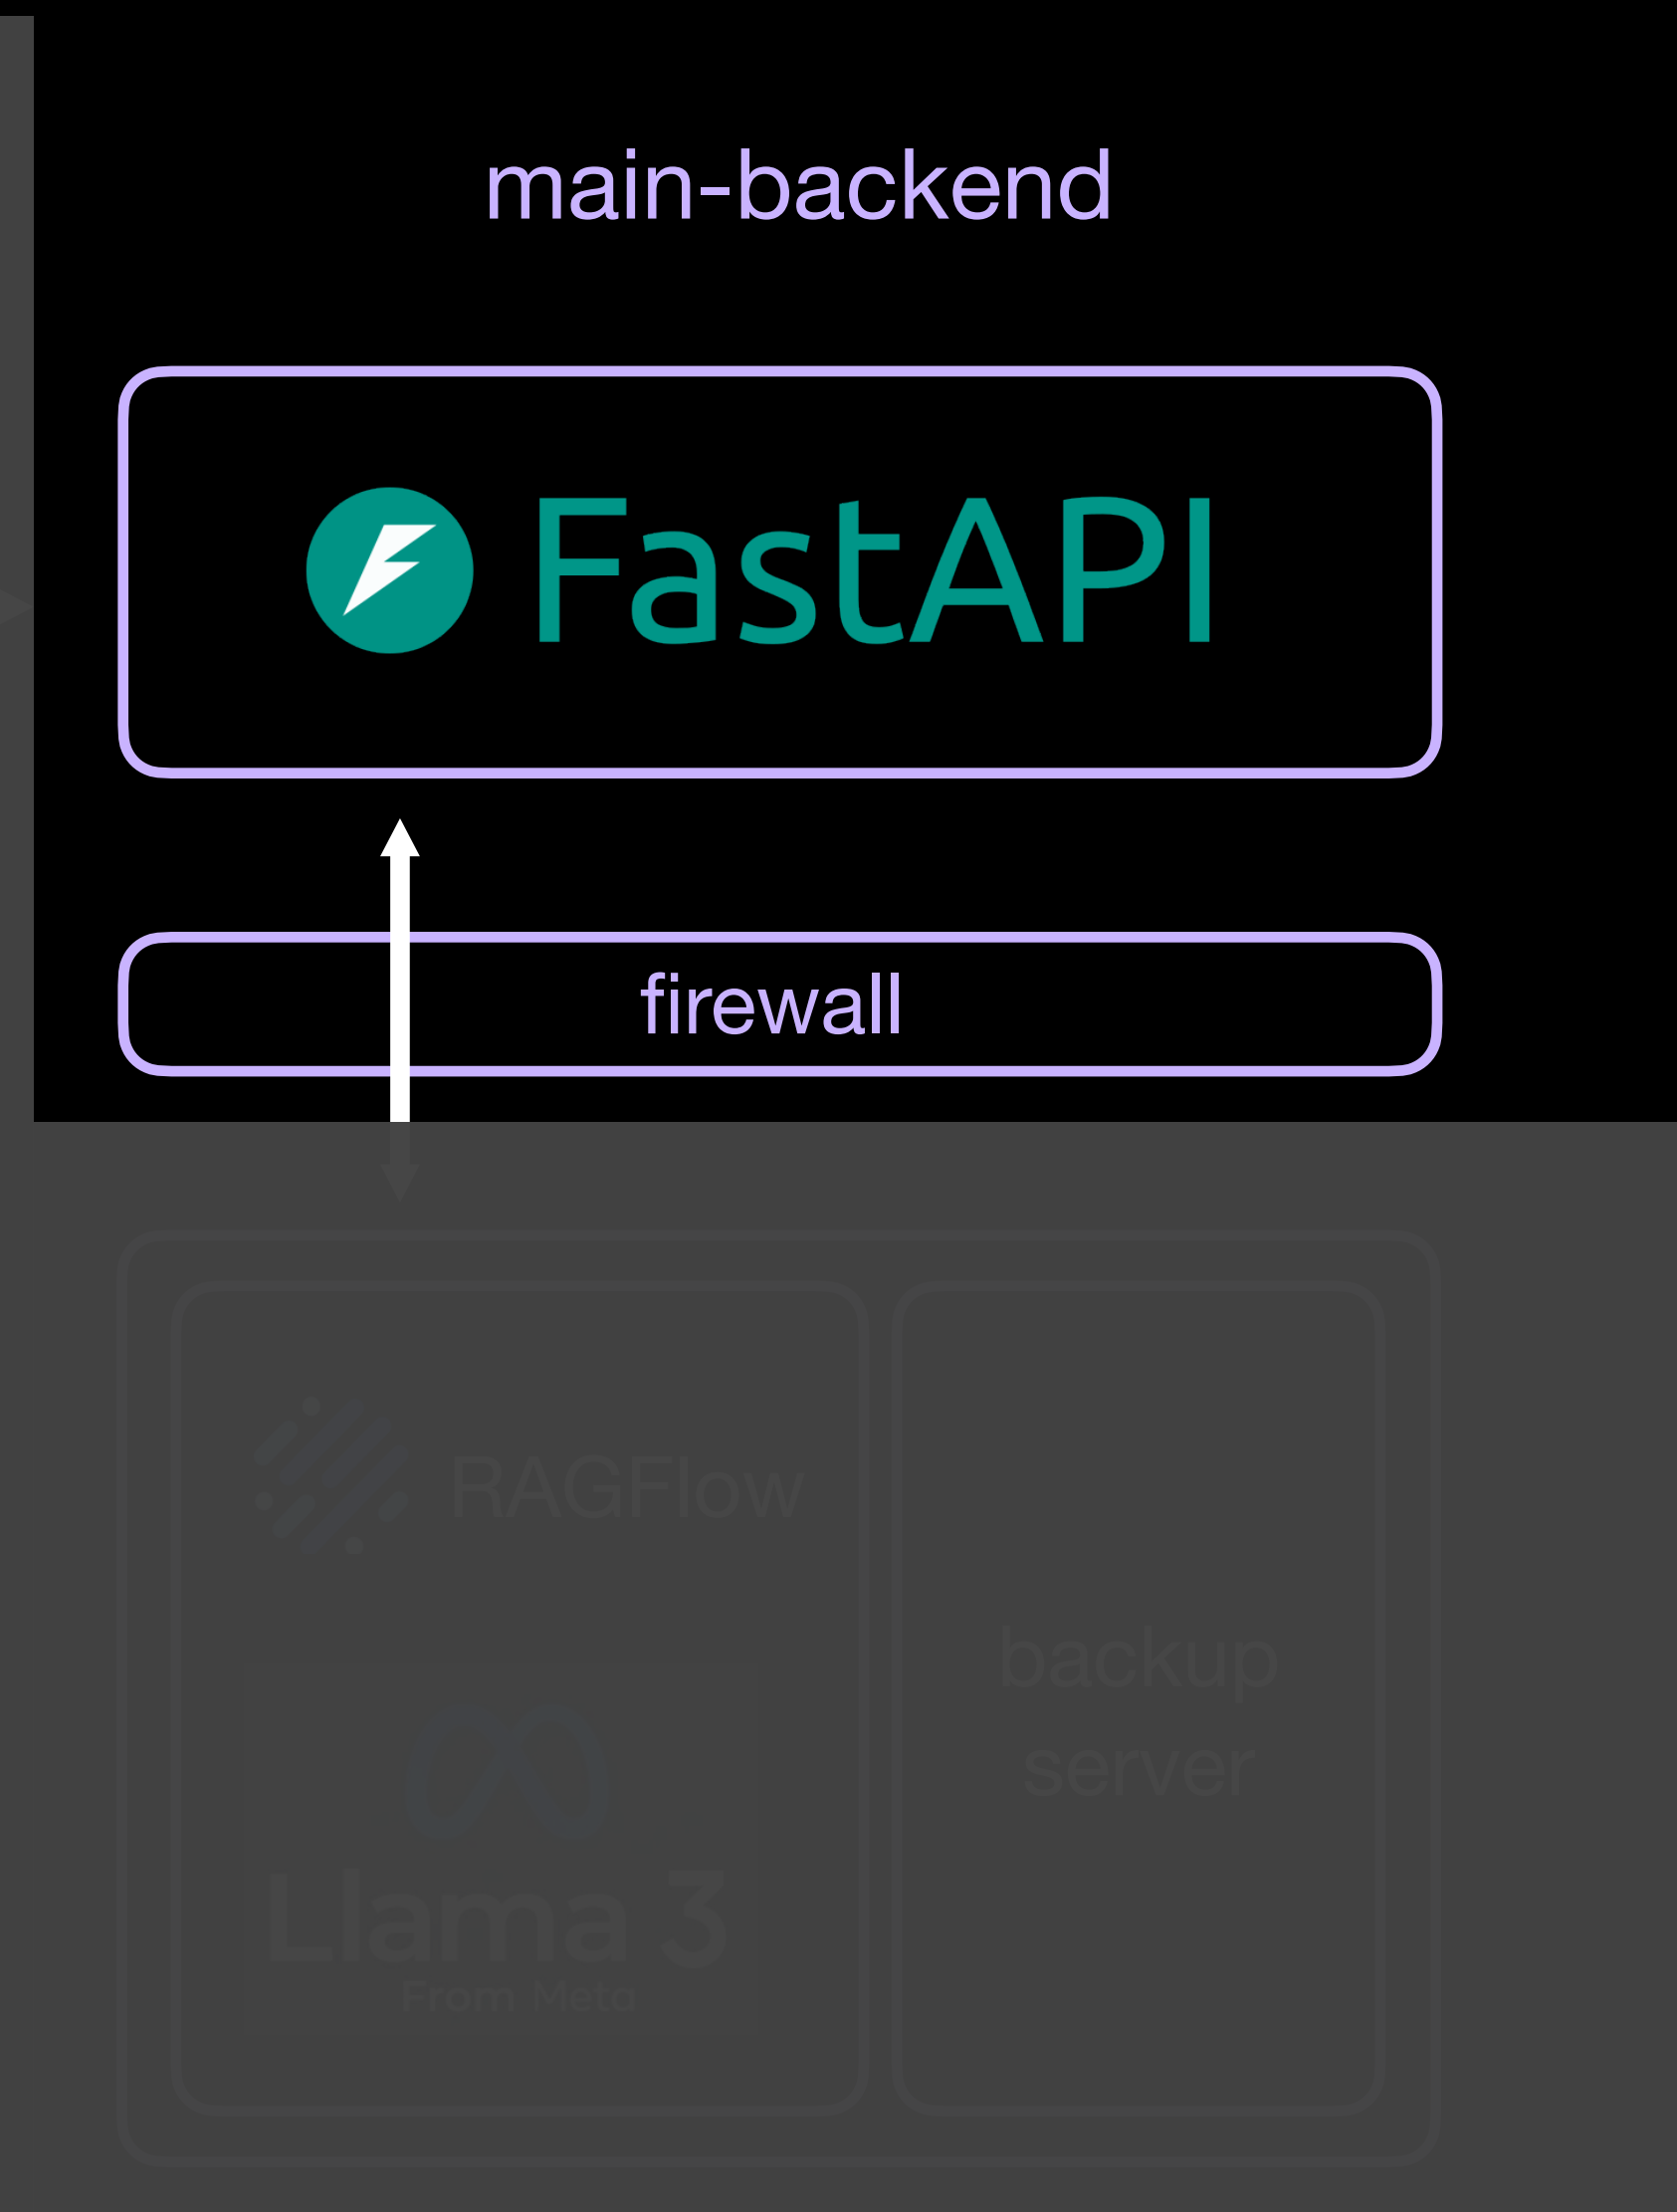 main-backend
FastAPI
firewall
RAGFlow
backup
server
Llama 3
From Meta